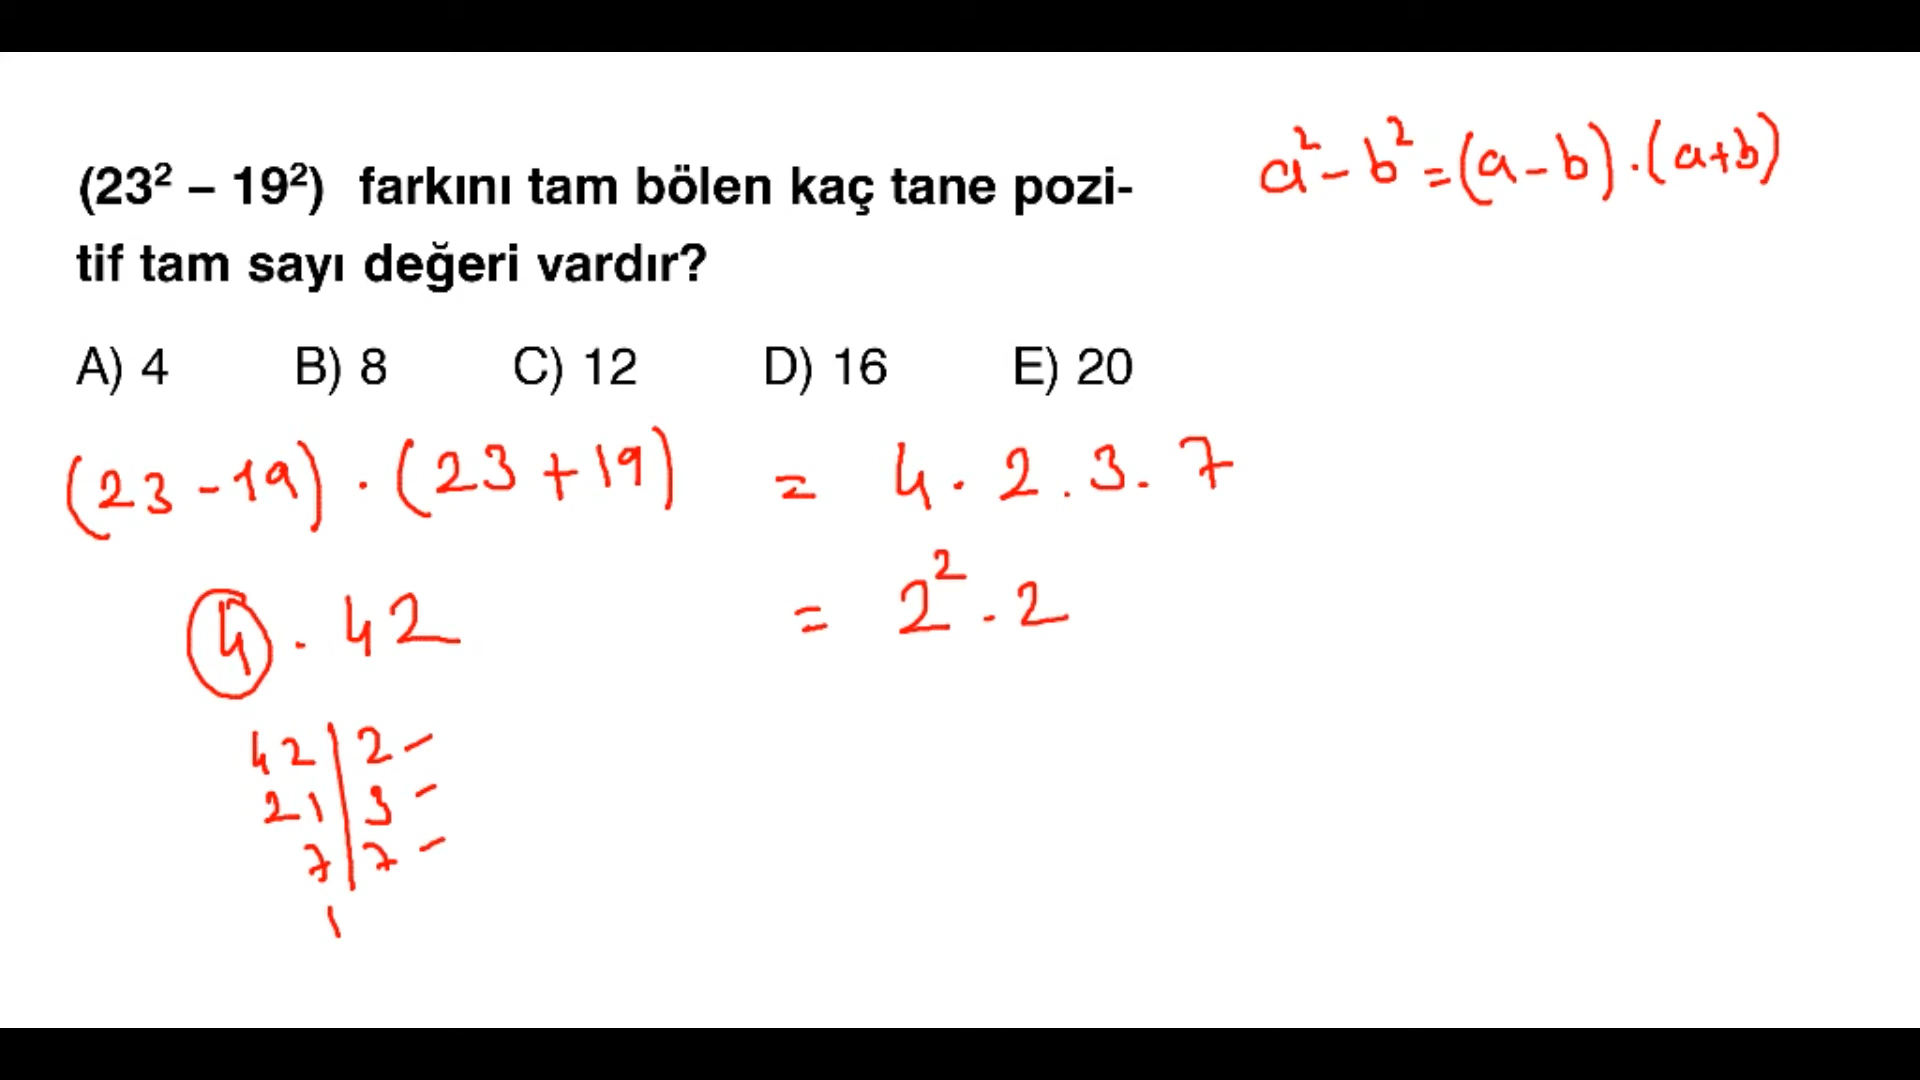 (23² – 19²) farkını tam bölen kaç tane pozi-
tif tam sayı değeri vardır?
a² - b² = (a - b) . (a + b)
A) 4 B) 8 C) 12 D) 16 E) 20
(23 - 19) . (23 + 19) = 4 . 2 . 3 . 7
4 . 42 = 2² . 2
42 | 2 -
21 | 3 -
7 | 7 -
1